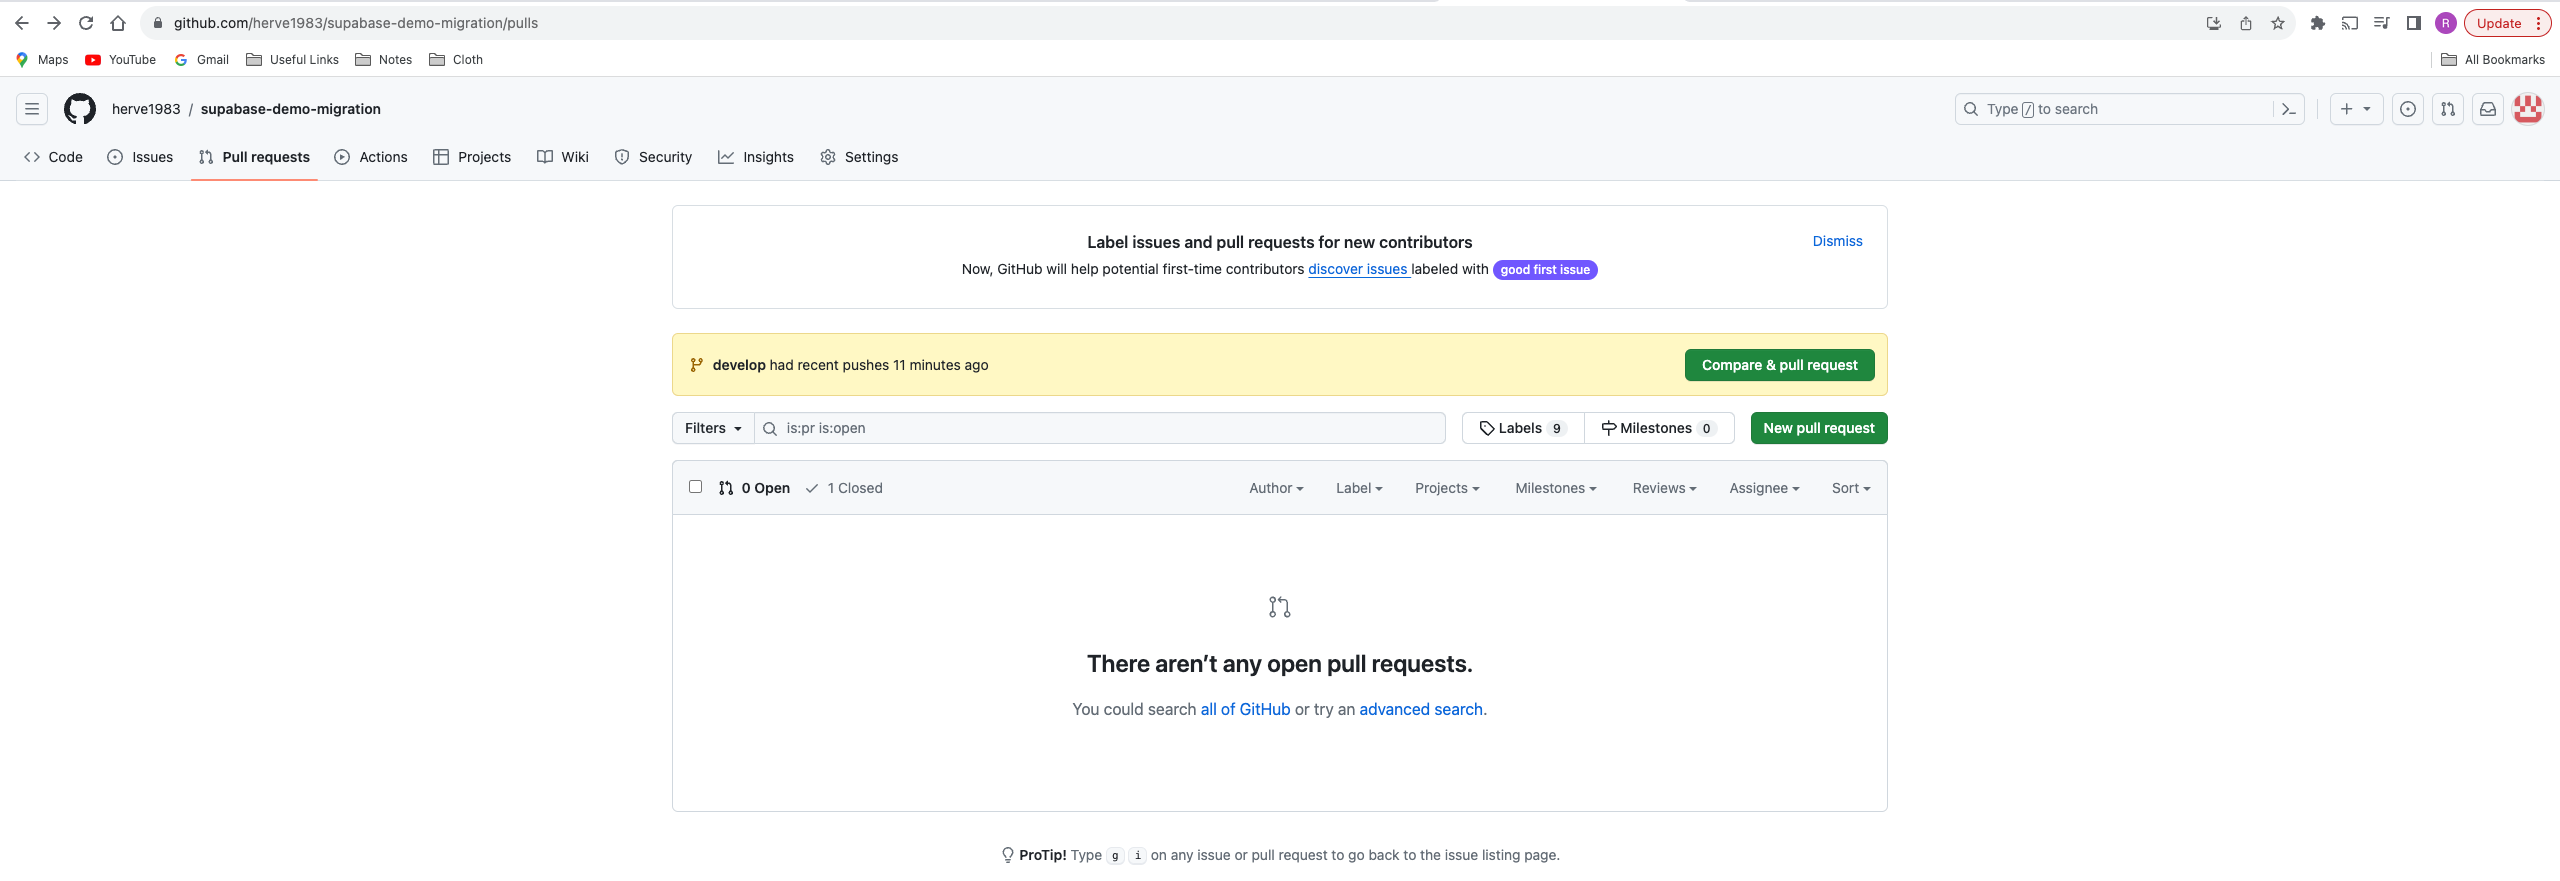 github.com/herve1983/supabase-demo-migration/pulls
R
Update
Maps
YouTube
Gmail
Useful Links
Notes
Cloth
All Bookmarks
herve1983 / supabase-demo-migration
Type / to search
Code
Issues
Pull requests
Actions
Projects
Wiki
Security
Insights
Settings
Label issues and pull requests for new contributors
Dismiss
Now, GitHub will help potential first-time contributors discover issues labeled with good first issue
develop had recent pushes 11 minutes ago
Compare & pull request
Filters
is:pr is:open
Labels 9
Milestones 0
New pull request
0 Open
1 Closed
Author
Label
Projects
Milestones
Reviews
Assignee
Sort
There aren’t any open pull requests.
You could search all of GitHub or try an advanced search.
ProTip! Type g i on any issue or pull request to go back to the issue listing page.